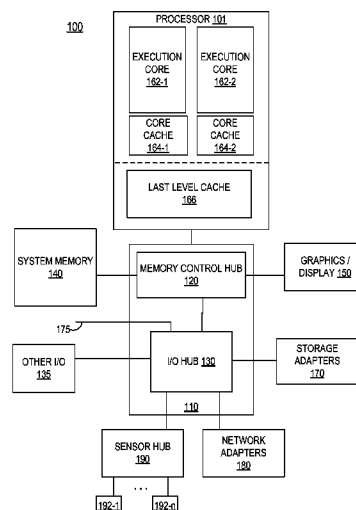 100
PROCESSOR 101
EXECUTION
CORE
162-1
EXECUTION
CORE
162-2
CORE
CACHE
164-1
CORE
CACHE
164-2
LAST LEVEL CACHE
166
SYSTEM MEMORY
140
MEMORY CONTROL HUB
120
GRAPHICS /
DISPLAY 150
175
OTHER I/O
135
I/O HUB 130
STORAGE
ADAPTERS
170
110
SENSOR HUB
190
NETWORK
ADAPTERS
180
...
192-1
192-n